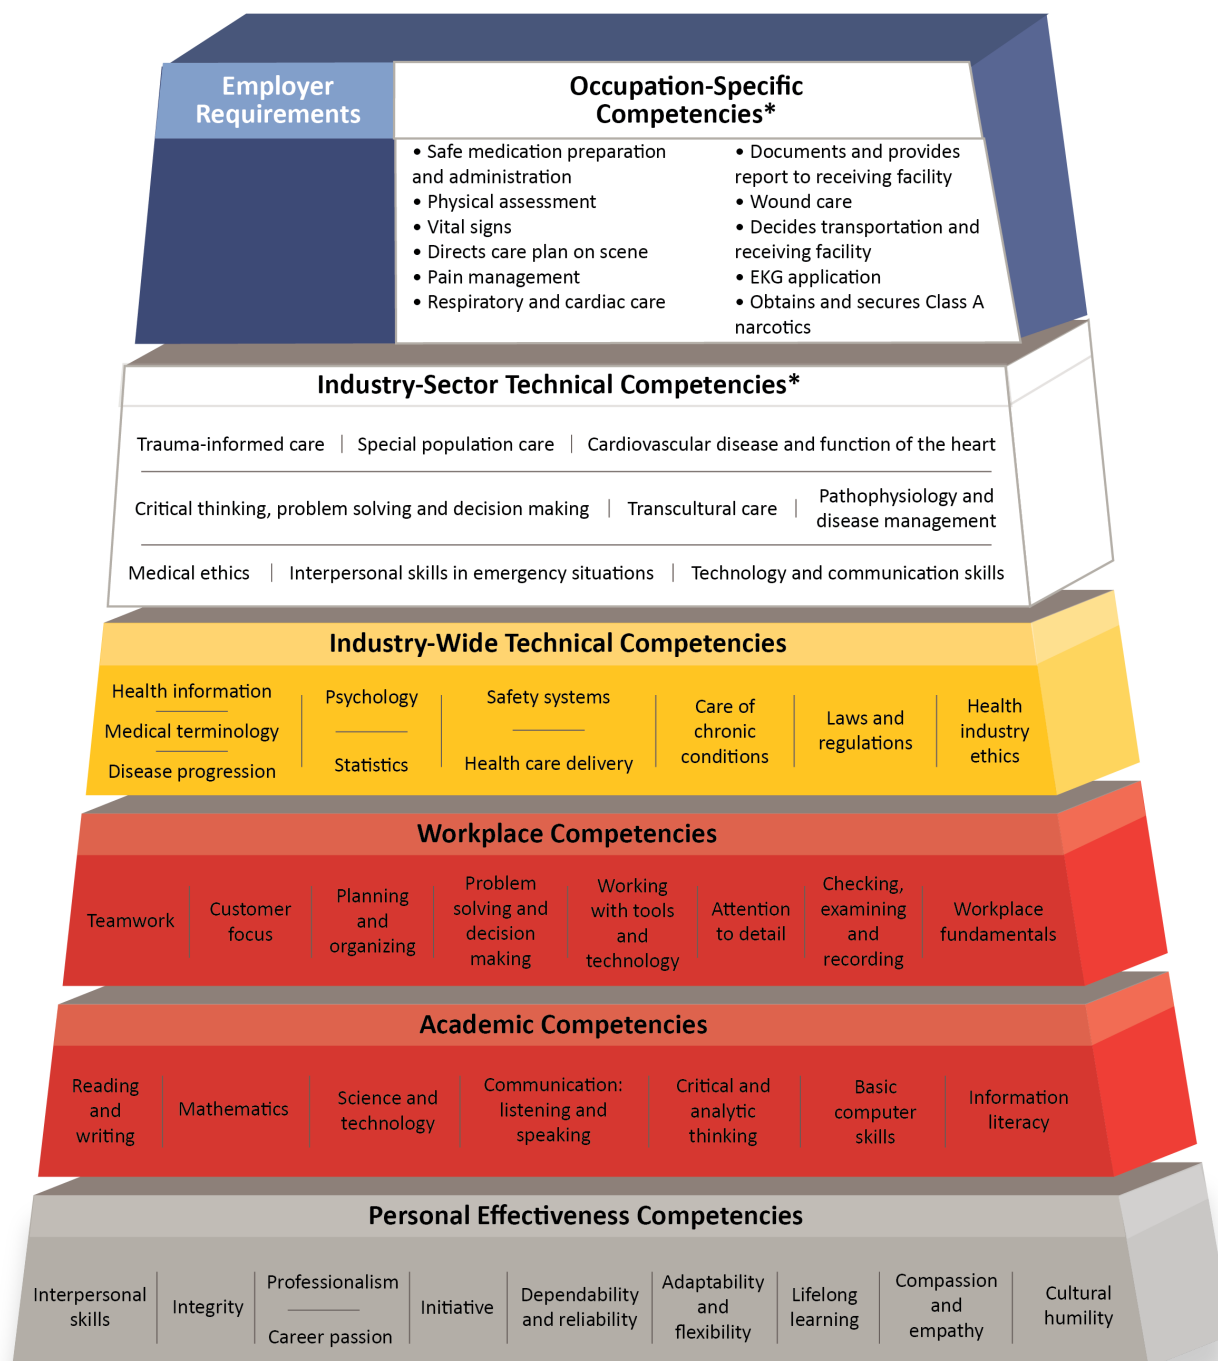 Employer
Requirements
Occupation-Specific
Competencies*
• Safe medication preparation
and administration
• Physical assessment
• Vital signs
• Directs care plan on scene
• Pain management
• Respiratory and cardiac care
• Documents and provides
report to receiving facility
• Wound care
• Decides transportation and
receiving facility
• EKG application
• Obtains and secures Class A
narcotics
Industry-Sector Technical Competencies*
Trauma-informed care | Special population care | Cardiovascular disease and function of the heart
Critical thinking, problem solving and decision making | Transcultural care |
Pathophysiology and
disease management
Medical ethics | Interpersonal skills in emergency situations | Technology and communication skills
Industry-Wide Technical Competencies
Health information
Medical terminology
Disease progression
Psychology
Statistics
Safety systems
Health care delivery
Care of
chronic
conditions
Laws and
regulations
Health
industry
ethics
Workplace Competencies
Teamwork
Customer
focus
Planning
and
organizing
Problem
solving and
decision
making
Working
with tools
and
technology
Attention
to detail
Checking,
examining
and
recording
Workplace
fundamentals
Academic Competencies
Reading
and
writing
Mathematics
Science and
technology
Communication:
listening and
speaking
Critical and
analytic
thinking
Basic
computer
skills
Information
literacy
Personal Effectiveness Competencies
Interpersonal
skills
Integrity
Professionalism
Career passion
Initiative
Dependability
and reliability
Adaptability
and
flexibility
Lifelong
learning
Compassion
and
empathy
Cultural
humility